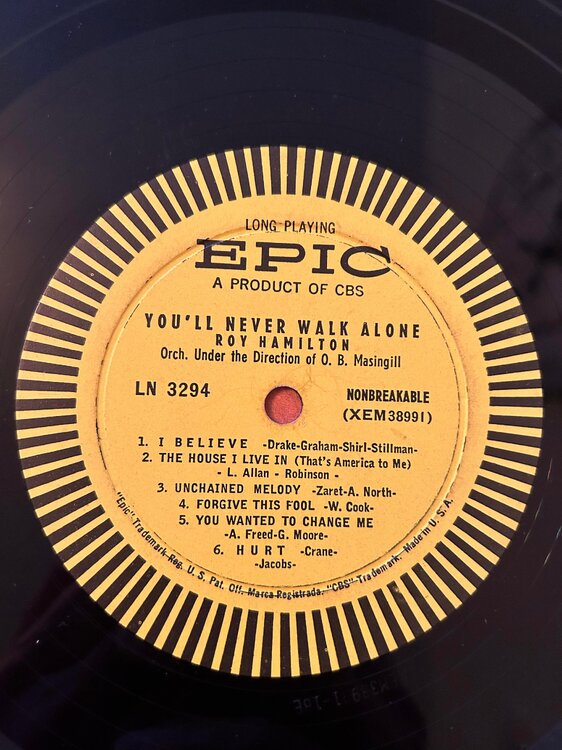 LONG PLAYING
EPIC
A PRODUCT OF CBS
YOU'LL NEVER WALK ALONE
ROY HAMILTON
Orch. Under the Direction of O. B. Masingill
LN 3294
NONBREAKABLE
(XEM38991)
1. I BELIEVE -Drake-Graham-Shirl-Stillman-
2. THE HOUSE I LIVE IN (That's America to Me)
- L. Allan - Robinson -
3. UNCHAINED MELODY -Zaret-A. North-
4. FORGIVE THIS FOOL -W. Cook-
5. YOU WANTED TO CHANGE ME
-A. Freed-G. Moore-
6. HURT -Crane-
-Jacobs-
"Epic" Trademark Reg. U. S. Pat. Off. Marca Registrada. "CBS" Trademark. Made in U. S. A.